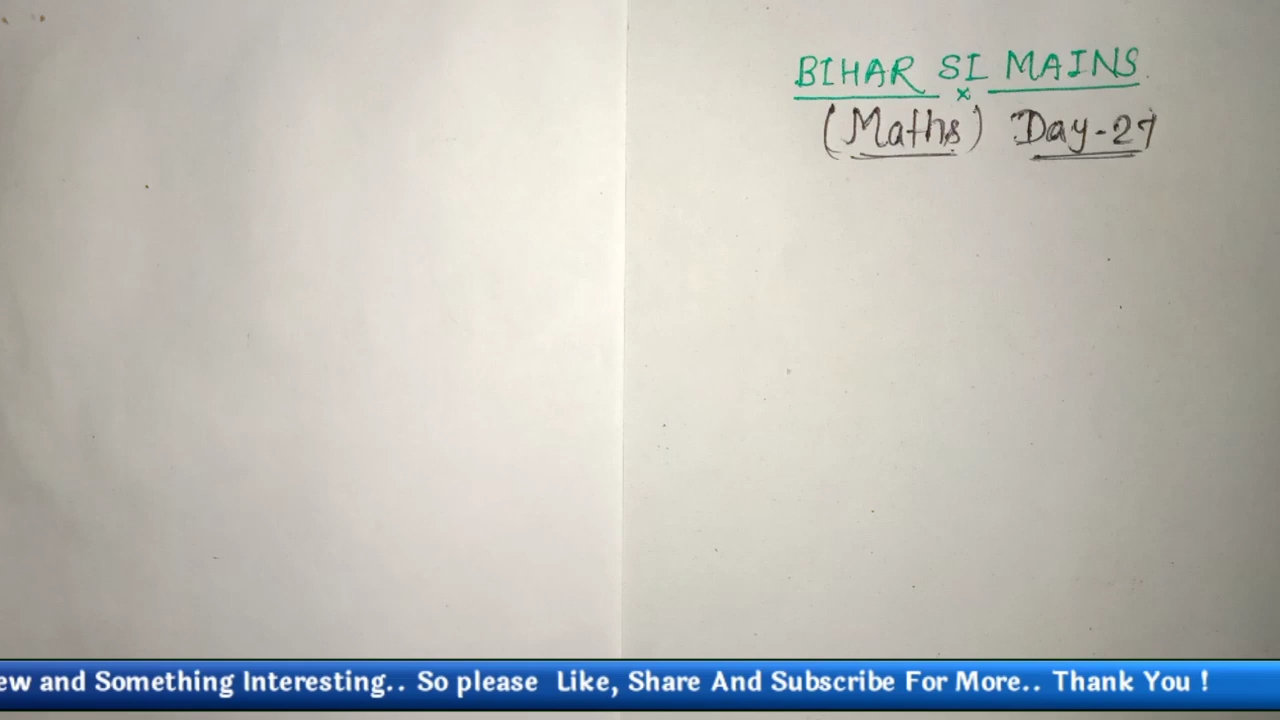 BIHAR SI MAINS
(Maths) Day-27
ew and Something Interesting.. So please Like, Share And Subscribe For More.. Thank You !